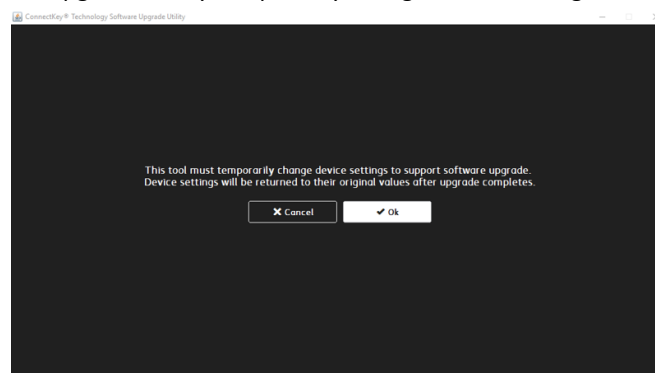 ConnectKey® Technology Software Upgrade Utility
This tool must temporarily change device settings to support software upgrade.
Device settings will be returned to their original values after upgrade completes.
Cancel
Ok